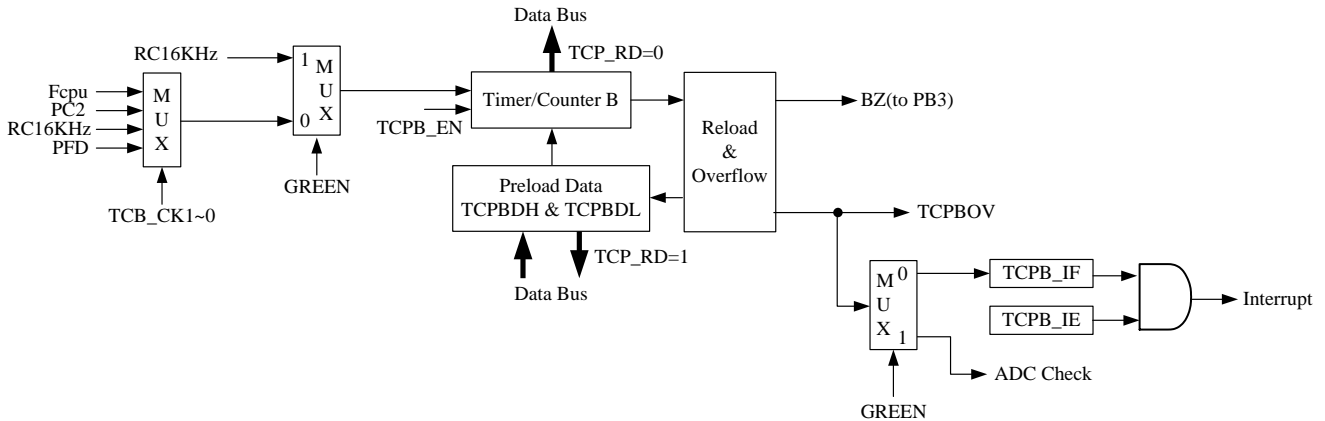 Data Bus
TCP_RD=0
RC16KHz
1
M
U
X
0
Fcpu
PC2
RC16KHz
PFD
M
U
X
Timer/Counter B
TCPB_EN
Reload
&
Overflow
BZ(to PB3)
GREEN
TCB_CK1~0
Preload Data
TCPBDH & TCPBDL
TCPBOV
TCP_RD=1
Data Bus
M
U
X
0
1
TCPB_IF
TCPB_IE
Interrupt
ADC Check
GREEN